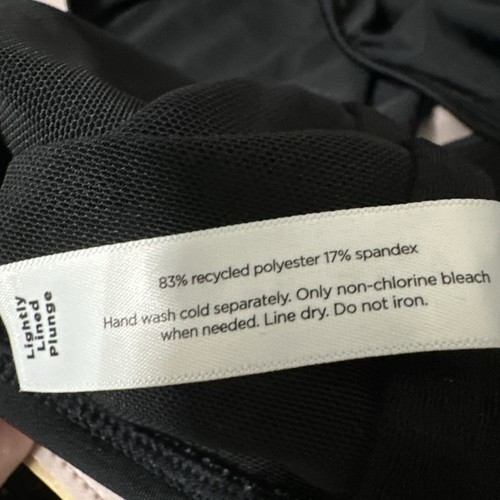 Lightly
Lined
Plunge
83% recycled polyester 17% spandex
Hand wash cold separately. Only non-chlorine bleach
when needed. Line dry. Do not iron.